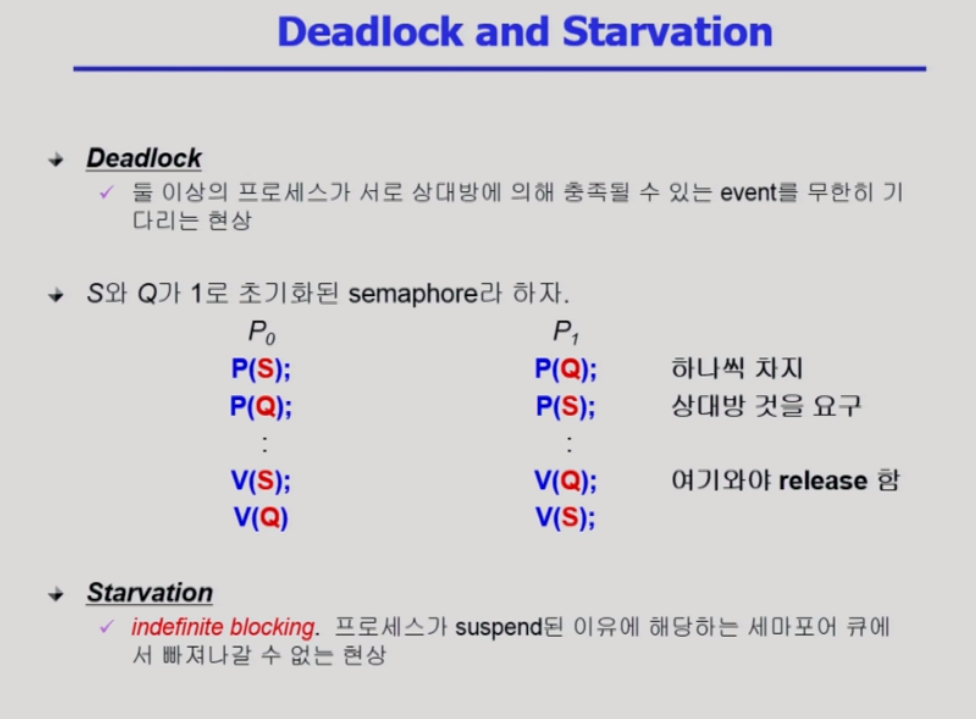 Deadlock and Starvation
Deadlock
둘 이상의 프로세스가 서로 상대방에 의해 충족될 수 있는 event를 무한히 기
다리는 현상
S와 Q가 1로 초기화된 semaphore라 하자.
P0 P1
P(S); P(Q); 하나씩 차지
P(Q); P(S); 상대방 것을 요구
: :
V(S); V(Q); 여기와야 release 함
V(Q) V(S);
Starvation
indefinite blocking. 프로세스가 suspend된 이유에 해당하는 세마포어 큐에
서 빠져나갈 수 없는 현상